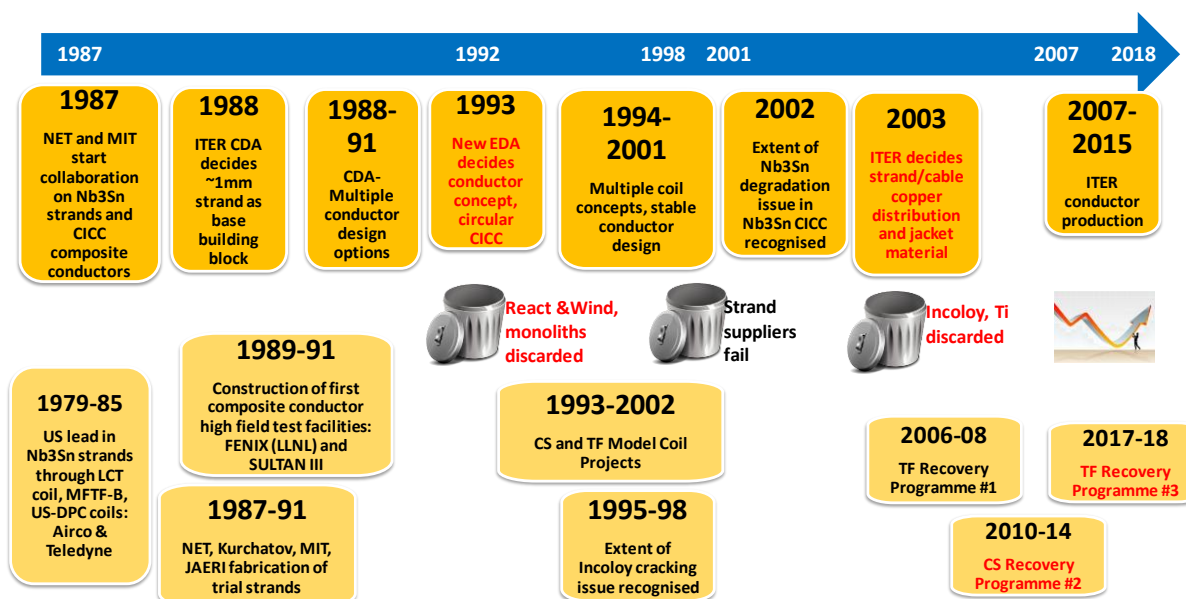 1987
1992
1998
2001
2007
2018
1987
NET and MIT
start
collaboration
on Nb3Sn
strands and
CICC
composite
conductors
1988
ITER CDA
decides
~1mm
strand as
base
building
block
1988-
91
CDA-
Multiple
conductor
design
options
1993
New EDA
decides
conductor
concept,
circular
CICC
1994-
2001
Multiple coil
concepts, stable
conductor
design
2002
Extent of
Nb3Sn
degradation
issue in
Nb3Sn CICC
recognised
2003
ITER decides
strand/cable
copper
distribution
and jacket
material
2007-
2015
ITER
conductor
production
React &Wind,
monoliths
discarded
Strand
suppliers
fail
Incoloy, Ti
discarded
1979-85
US lead in
Nb3Sn strands
through LCT
coil, MFTF-B,
US-DPC coils:
Airco &
Teledyne
1989-91
Construction of first
composite conductor
high field test facilities:
FENIX (LLNL) and
SULTAN III
1987-91
NET, Kurchatov, MIT,
JAERI fabrication of
trial strands
1993-2002
CS and TF Model Coil
Projects
1995-98
Extent of
Incoloy cracking
issue recognised
2006-08
TF Recovery
Programme #1
2010-14
CS Recovery
Programme #2
2017-18
TF Recovery
Programme #3